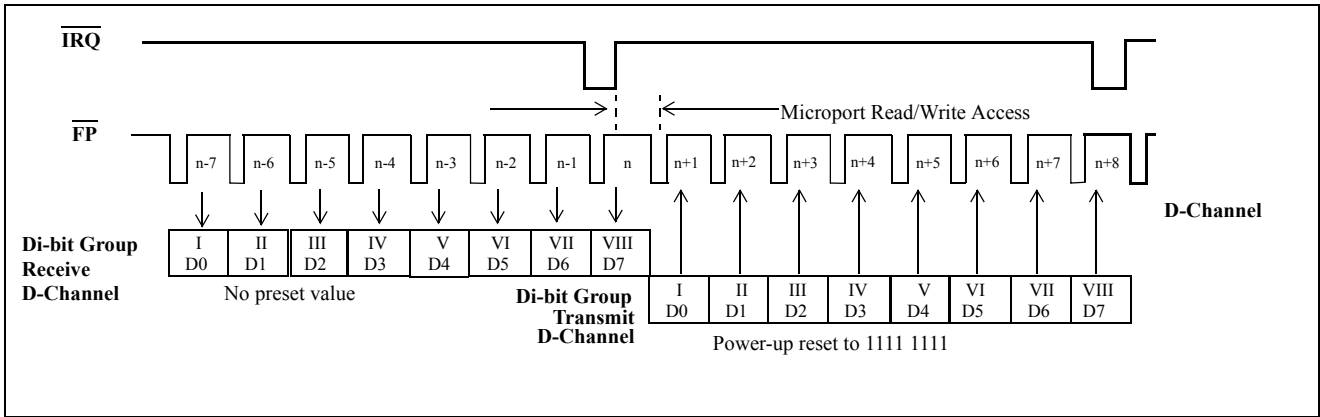 IRQ
Microport Read/Write Access
FP
n-7 n-6 n-5 n-4 n-3 n-2 n-1 n n+1 n+2 n+3 n+4 n+5 n+6 n+7 n+8
D-Channel
Di-bit Group
Receive
D-Channel
I II III IV V VI VII VIII
D0 D1 D2 D3 D4 D5 D6 D7
No preset value
Di-bit Group
Transmit
D-Channel
I II III IV V VI VII VIII
D0 D1 D2 D3 D4 D5 D6 D7
Power-up reset to 1111 1111